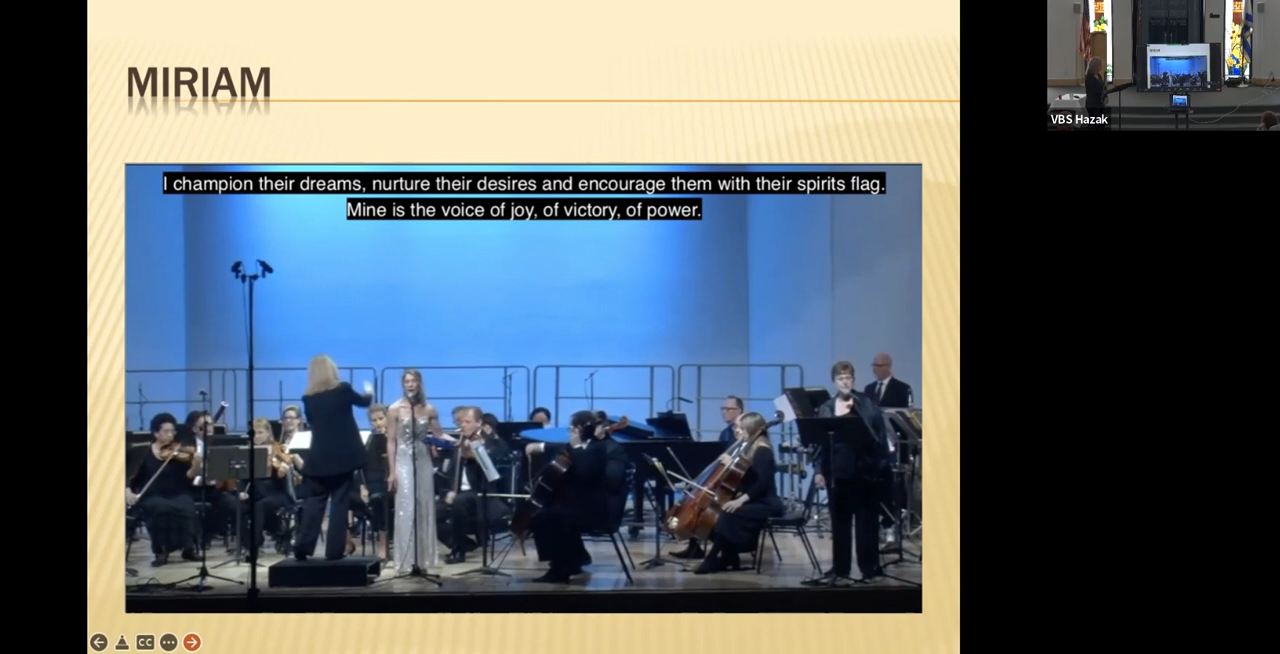 MIRIAM
I champion their dreams, nurture their desires and encourage them with their spirits flag.
Mine is the voice of joy, of victory, of power.
VBS Hazak
CC